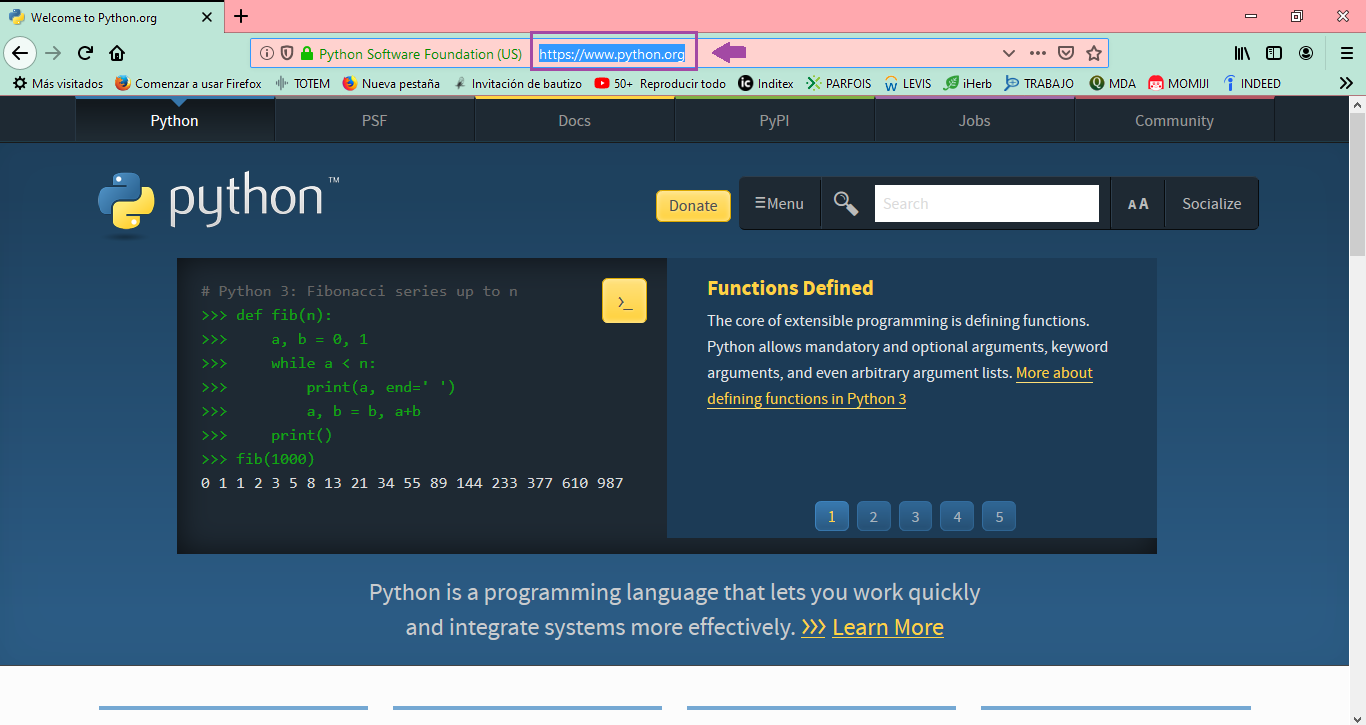 Welcome to Python.org
Python Software Foundation (US) https://www.python.org
Más visitados Comenzar a usar Firefox TOTEM Nueva pestaña Invitación de bautizo 50+ Reproducir todo Inditex PARFOIS LEVIS iHerb TRABAJO MDA MOMIJI INDEED
Python PSF Docs PyPI Jobs Community
python™
Donate ☰Menu Search A A Socialize
# Python 3: Fibonacci series up to n
>>> def fib(n):
>>>     a, b = 0, 1
>>>     while a < n:
>>>         print(a, end=' ')
>>>         a, b = b, a+b
>>>     print()
>>> fib(1000)
0 1 1 2 3 5 8 13 21 34 55 89 144 233 377 610 987
>_
Functions Defined
The core of extensible programming is defining functions.
Python allows mandatory and optional arguments, keyword
arguments, and even arbitrary argument lists. More about
defining functions in Python 3
1 2 3 4 5
Python is a programming language that lets you work quickly
and integrate systems more effectively. >>> Learn More